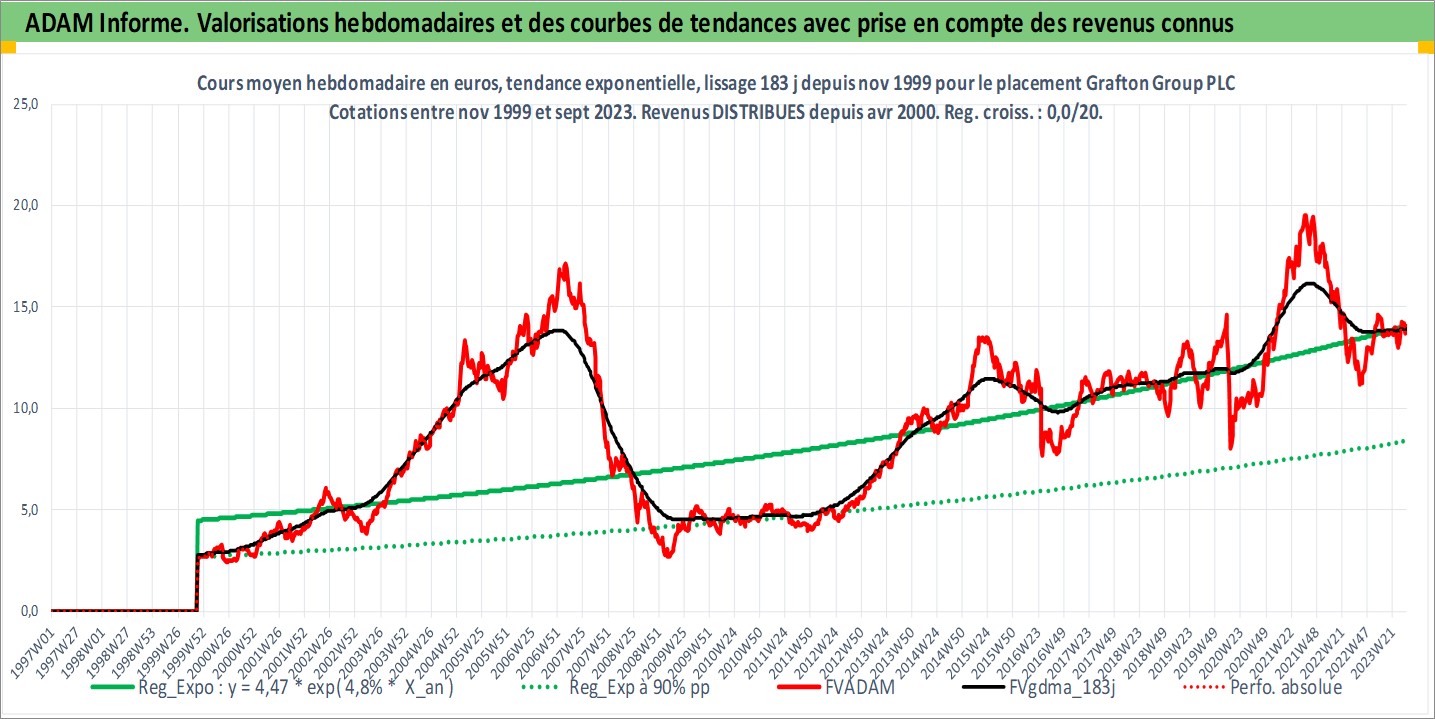 ADAM Informe. Valorisations hebdomadaires et des courbes de tendances avec prise en compte des revenus connus
Cours moyen hebdomadaire en euros, tendance exponentielle, lissage 183 j depuis nov 1999 pour le placement Grafton Group PLC
Cotations entre nov 1999 et sept 2023. Revenus DISTRIBUES depuis avr 2000. Reg. croiss. : 0,0/20.
25,0
20,0
15,0
10,0
5,0
0,0
1997W01 1997W27 1998W01 1998W27 1998W53 1999W26 1999W52 2000W26 2000W52 2001W26 2001W52 2002W26 2002W52 2003W26 2003W52 2004W26 2004W52 2005W25 2005W51 2006W25 2006W51 2007W25 2007W51 2008W25 2008W51 2009W25 2009W51 2010W24 2010W50 2011W24 2011W50 2012W24 2012W50 2013W24 2013W50 2014W24 2014W50 2015W24 2015W50 2016W23 2016W49 2017W23 2017W49 2018W23 2018W49 2019W23 2019W49 2020W23 2020W49 2021W22 2021W48 2022W21 2022W47 2023W21
Reg_Expo : y = 4,47 * exp( 4,8% * X_an ) Reg_Exp à 90% pp FVADAM FVgdma_183j Perfo. absolue